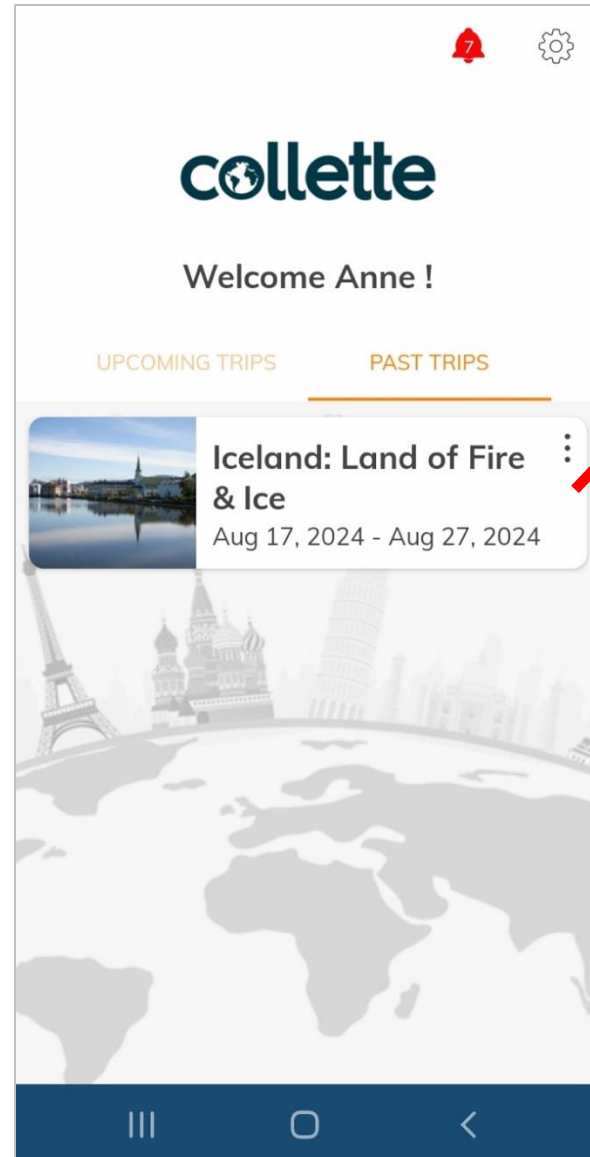 7
collette
Welcome Anne !
UPCOMING TRIPS PAST TRIPS
Iceland: Land of Fire
& Ice
Aug 17, 2024 - Aug 27, 2024